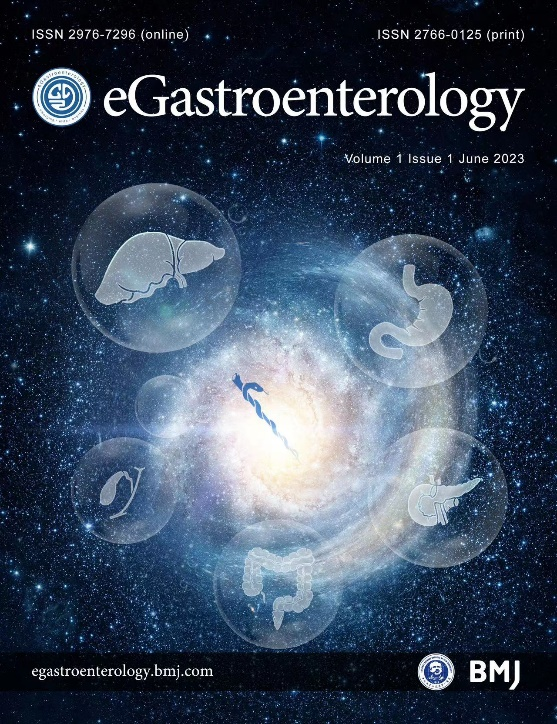 ISSN 2976-7296 (online)
ISSN 2766-0125 (print)
eGastroenterology
Volume 1 Issue 1 June 2023
egastroenterology.bmj.com
BMJ